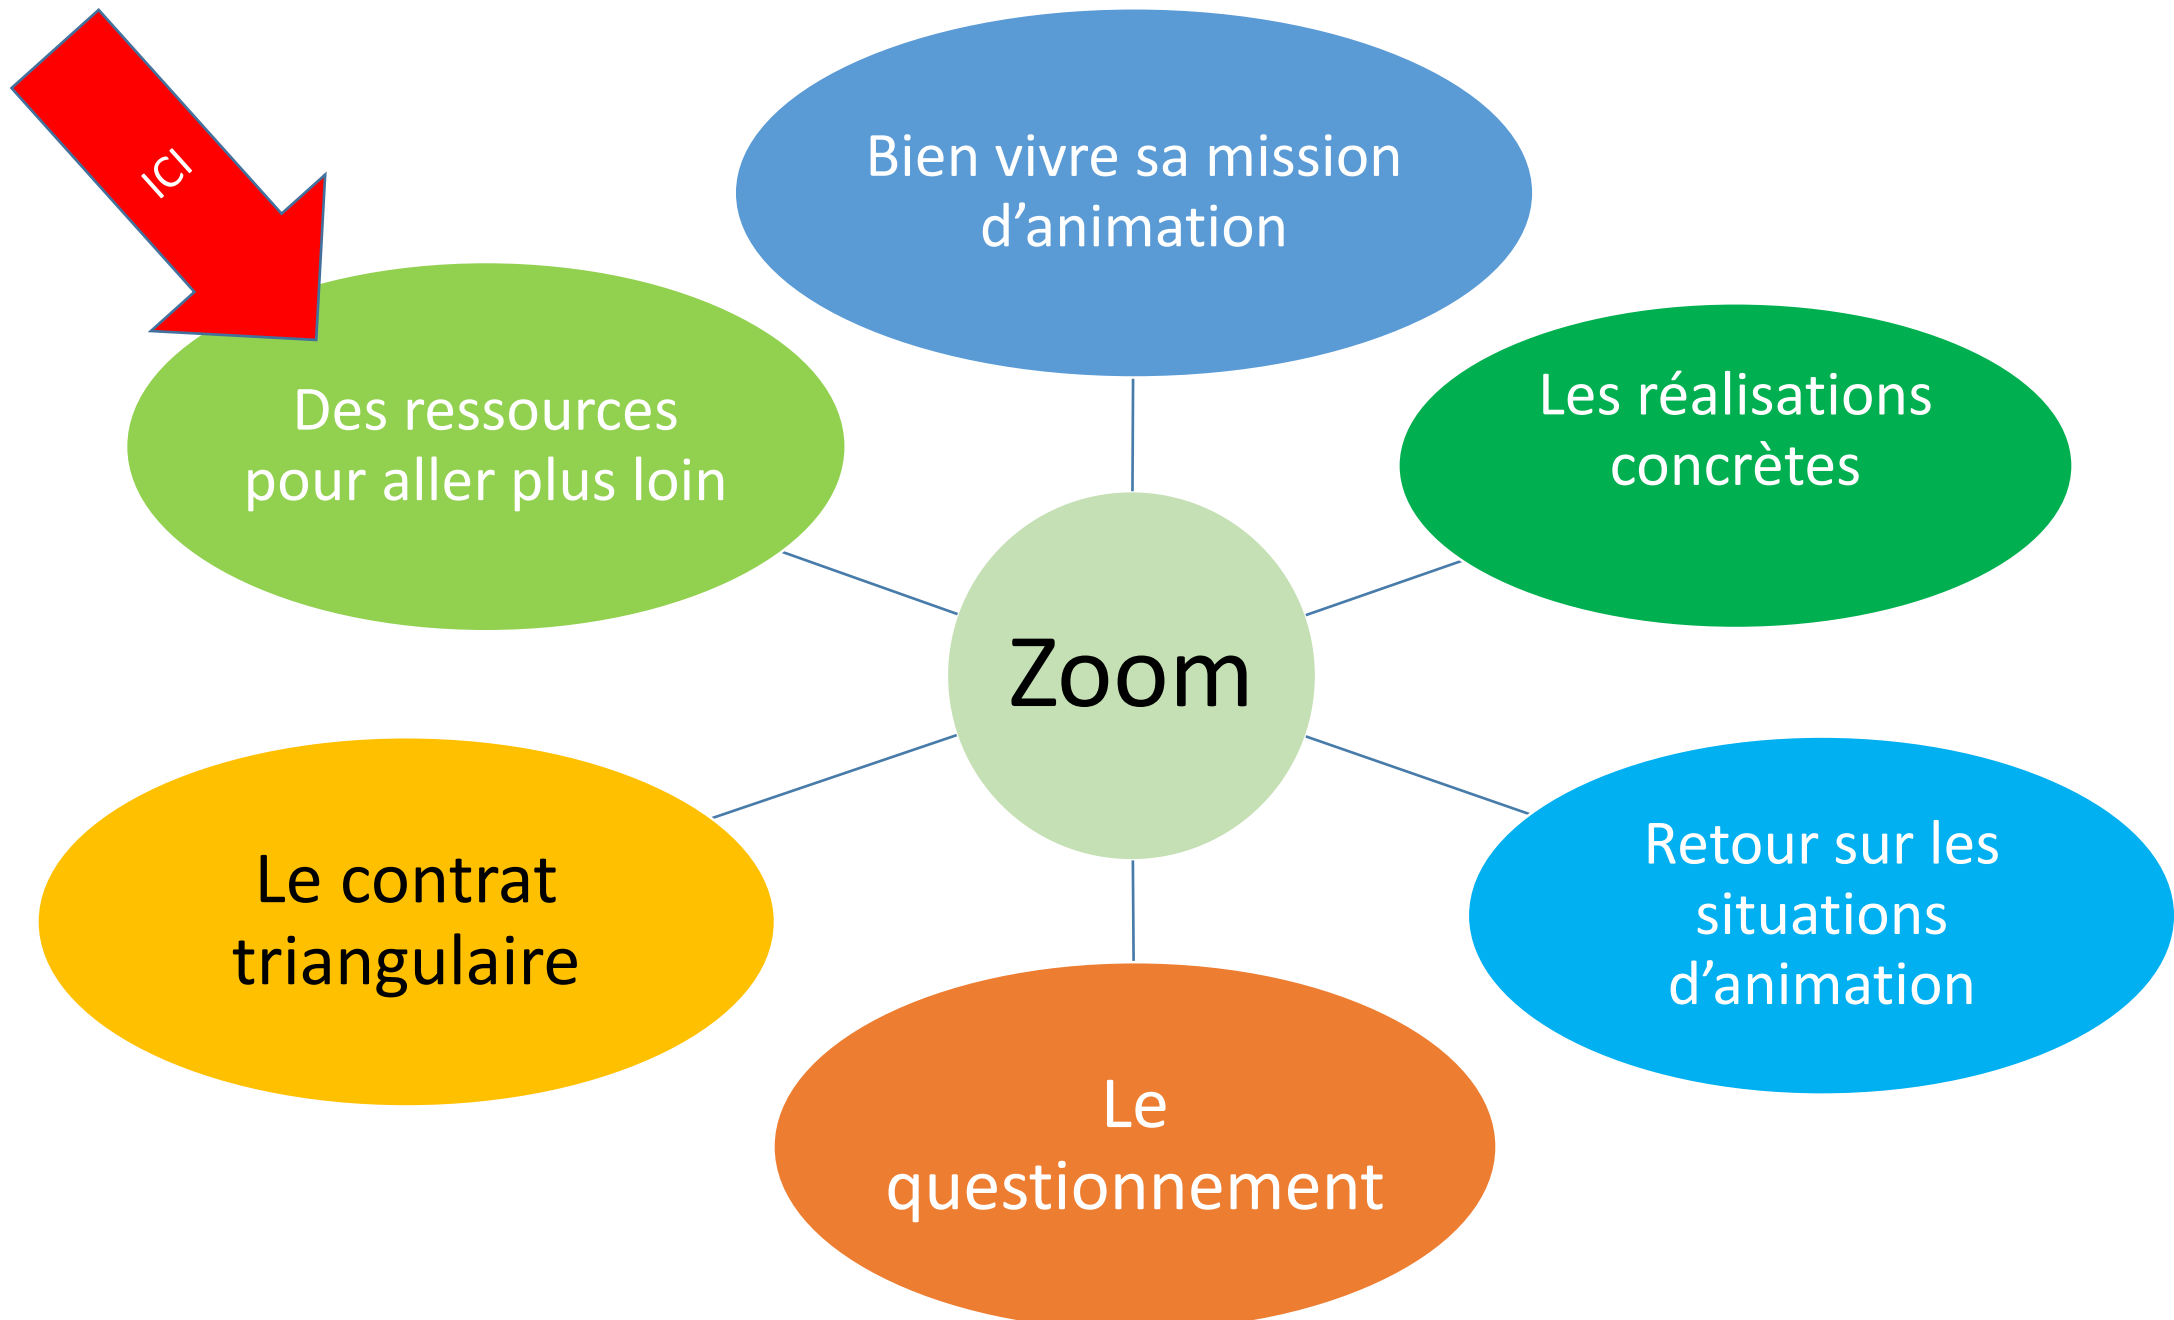 ICI
Bien vivre sa mission
d’animation
Des ressources
pour aller plus loin
Les réalisations
concrètes
Zoom
Le contrat
triangulaire
Retour sur les
situations
d’animation
Le
questionnement